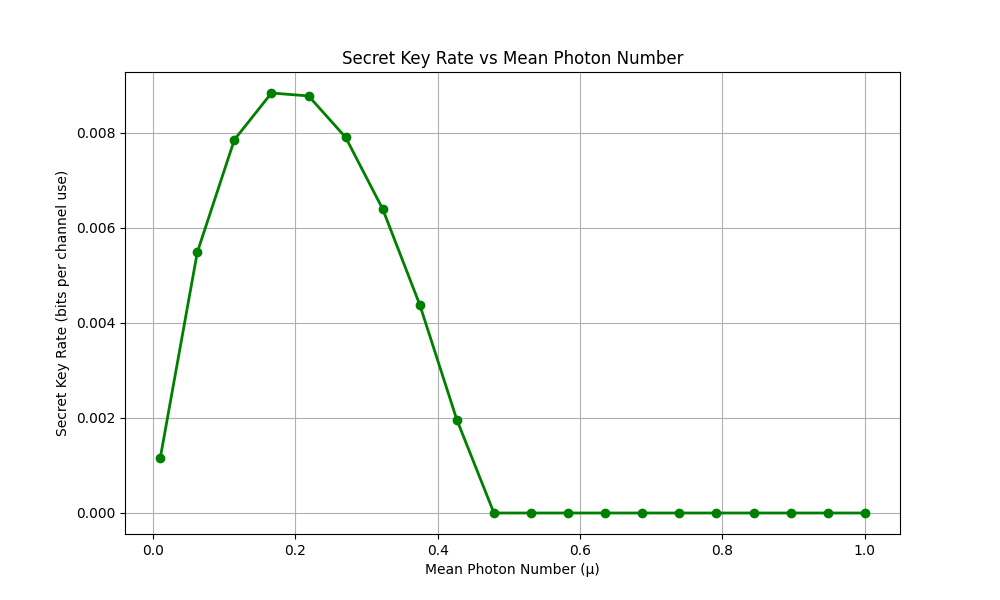 Secret Key Rate vs Mean Photon Number
Secret Key Rate (bits per channel use)
0.008
0.006
0.004
0.002
0.000
0.0 0.2 0.4 0.6 0.8 1.0
Mean Photon Number (μ)